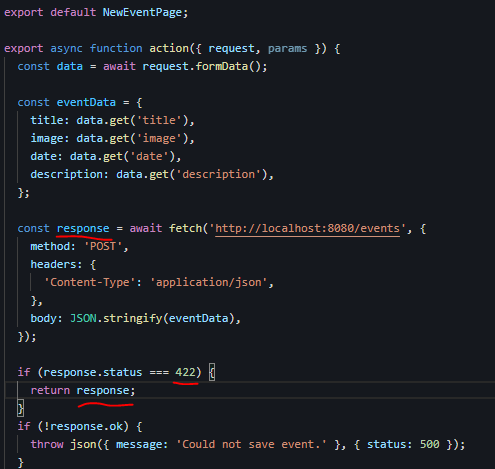 export default NewEventPage;
export async function action({ request, params }) {
const data = await request.formData();
const eventData = {
title: data.get('title'),
image: data.get('image'),
date: data.get('date'),
description: data.get('description'),
};
const response = await fetch('http://localhost:8080/events', {
method: 'POST',
headers: {
'Content-Type': 'application/json',
},
body: JSON.stringify(eventData),
});
if (response.status === 422) {
return response;
}
if (!response.ok) {
throw json({ message: 'Could not save event.' }, { status: 500 });
}